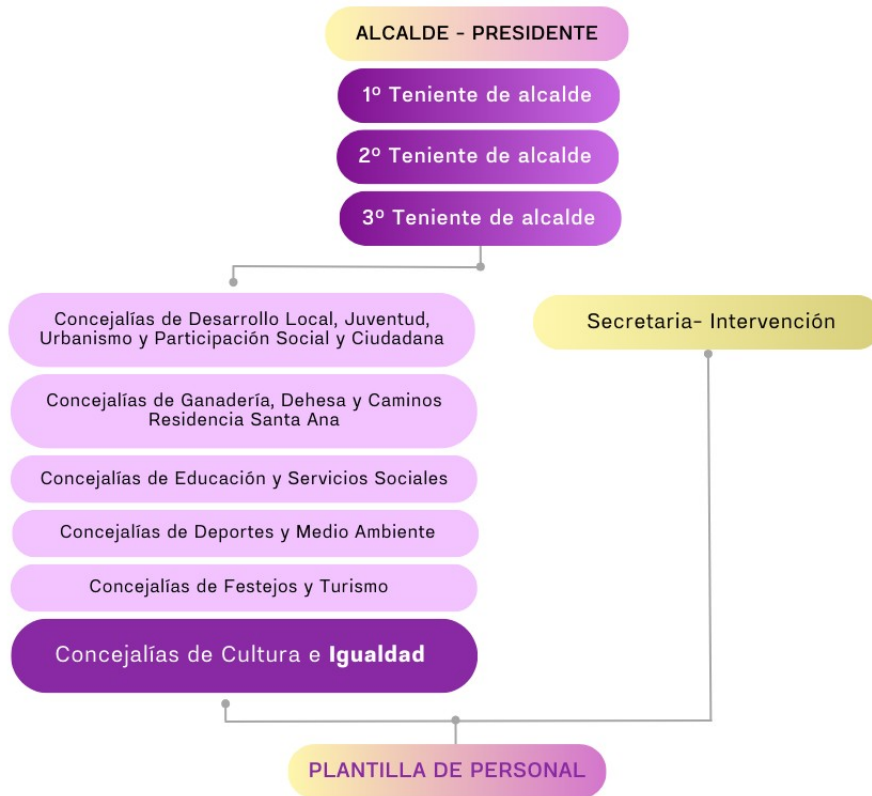 ALCALDE - PRESIDENTE
1º Teniente de alcalde
2º Teniente de alcalde
3º Teniente de alcalde
Concejalías de Desarrollo Local, Juventud,
Urbanismo y Participación Social y Ciudadana
Secretaria- Intervención
Concejalías de Ganadería, Dehesa y Caminos
Residencia Santa Ana
Concejalías de Educación y Servicios Sociales
Concejalías de Deportes y Medio Ambiente
Concejalías de Festejos y Turismo
Concejalías de Cultura e Igualdad
PLANTILLA DE PERSONAL